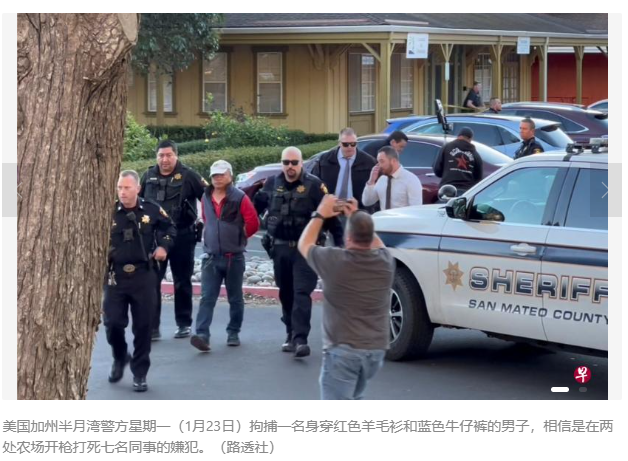 SHERIFF
SAN MATEO COUNTY
早
美国加州半月湾警方星期一（1月23日）拘捕一名身穿红色羊毛衫和蓝色牛仔裤的男子，相信是在两
处农场开枪打死七名同事的嫌犯。（路透社）